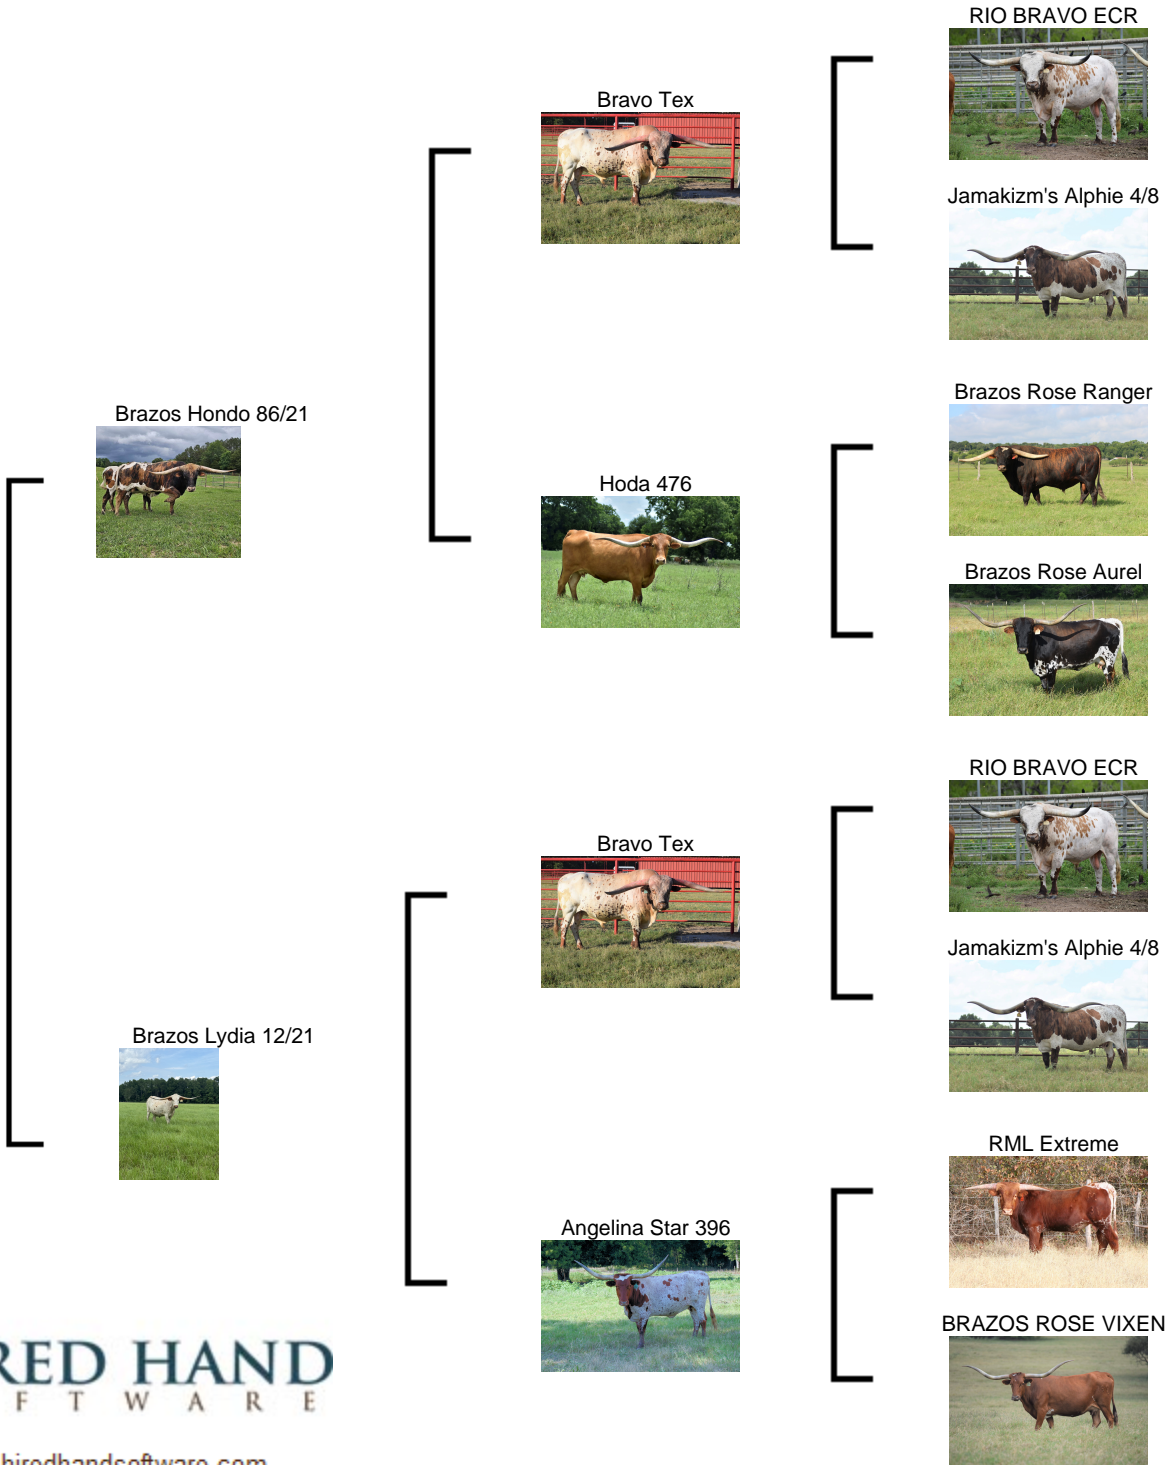 RIO BRAVO ECR
Bravo Tex
Jamakizm's Alphie 4/8
Brazos Rose Ranger
Brazos Hondo 86/21
Hoda 476
Brazos Rose Aurel
RIO BRAVO ECR
Bravo Tex
Jamakizm's Alphie 4/8
Brazos Lydia 12/21
RML Extreme
Angelina Star 396
BRAZOS ROSE VIXEN
RED HAND
F T W A R E
hiredhandsoftware.com